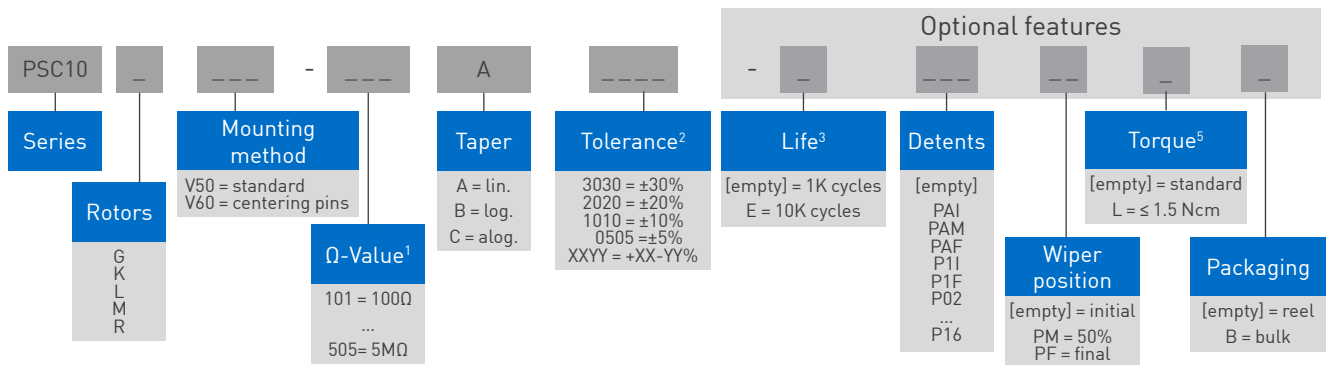 Optional features
PSC10 _ _ _ _ - _ _ _ A _ _ _ _ - _ _ _ _ _ _ _ _
Series
Mounting
method
V50 = standard
V60 = centering pins
Taper
A = lin.
B = log.
C = alog.
Tolerance²
3030 = ±30%
2020 = ±20%
1010 = ±10%
0505 =±5%
XXYY = +XX-YY%
Life³
[empty] = 1K cycles
E = 10K cycles
Detents
[empty]
PAI
PAM
PAF
P1I
P1F
P02
...
P16
Torque⁵
[empty] = standard
L = ≤ 1.5 Ncm
Rotors
G
K
L
M
R
Ω-Value¹
101 = 100Ω
...
505= 5MΩ
Wiper
position
[empty] = initial
PM = 50%
PF = final
Packaging
[empty] = reel
B = bulk